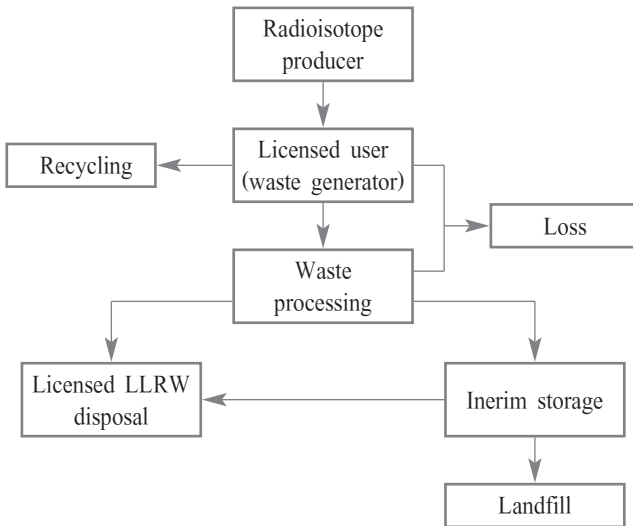 Radioisotope
producer
Licensed user
(waste generator)
Recycling
Loss
Waste
processing
Licensed LLRW
disposal
Inerim storage
Landfill